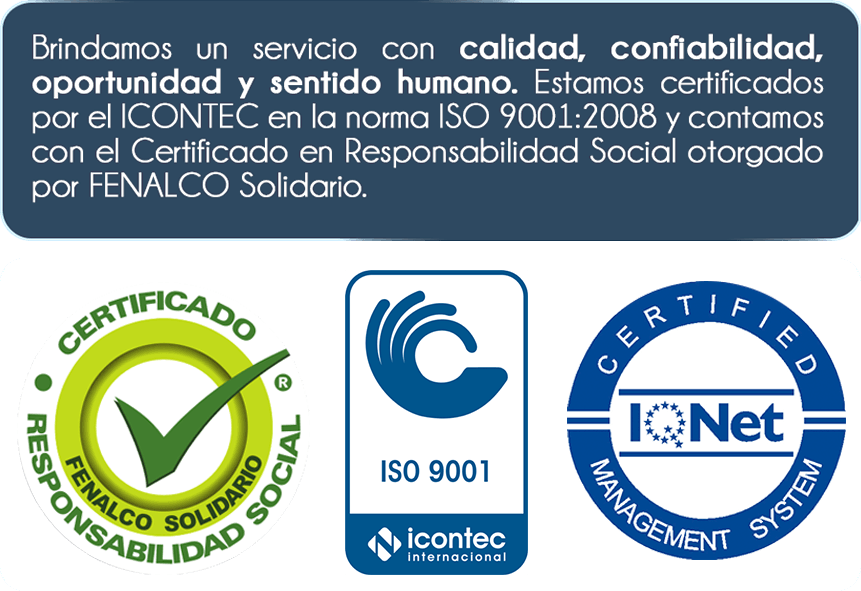 Brindamos un servicio con calidad, confiabilidad,
oportunidad y sentido humano. Estamos certificados
por el ICONTEC en la norma ISO 9001:2008 y contamos
con el Certificado en Responsabilidad Social otorgado
por FENALCO Solidario.
CERTIFICADO
RESPONSABILIDAD SOCIAL
®
FENALCO SOLIDARIO
ISO 9001
icontec
internacional
CERTIFIED
IQNet
MANAGEMENT SYSTEM